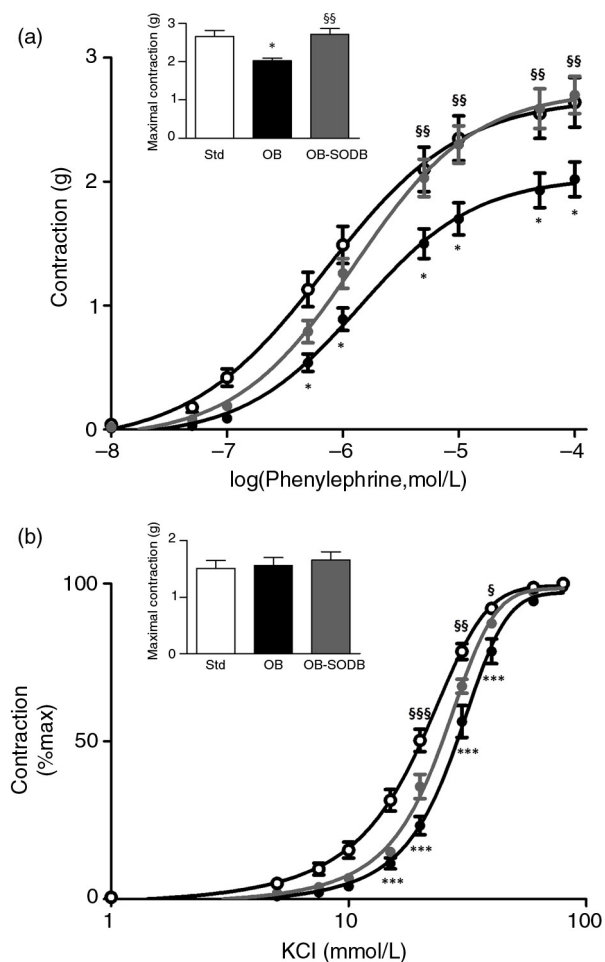 (a)
Maximal contraction (g)
3
2
1
0
*
§§
Std
OB
OB-SODB
Contraction (g)
3
2
1
0
§§
§§
§§
§§
*
*
*
*
*
*
–8
–7
–6
–5
–4
log(Phenylephrine,mol/L)
(b)
Maximal contraction (g)
2
1
0
Std
OB
OB-SODB
Contraction
(%max)
100
50
0
§§§
§§
§
***
***
***
***
1
10
100
KCl (mmol/L)